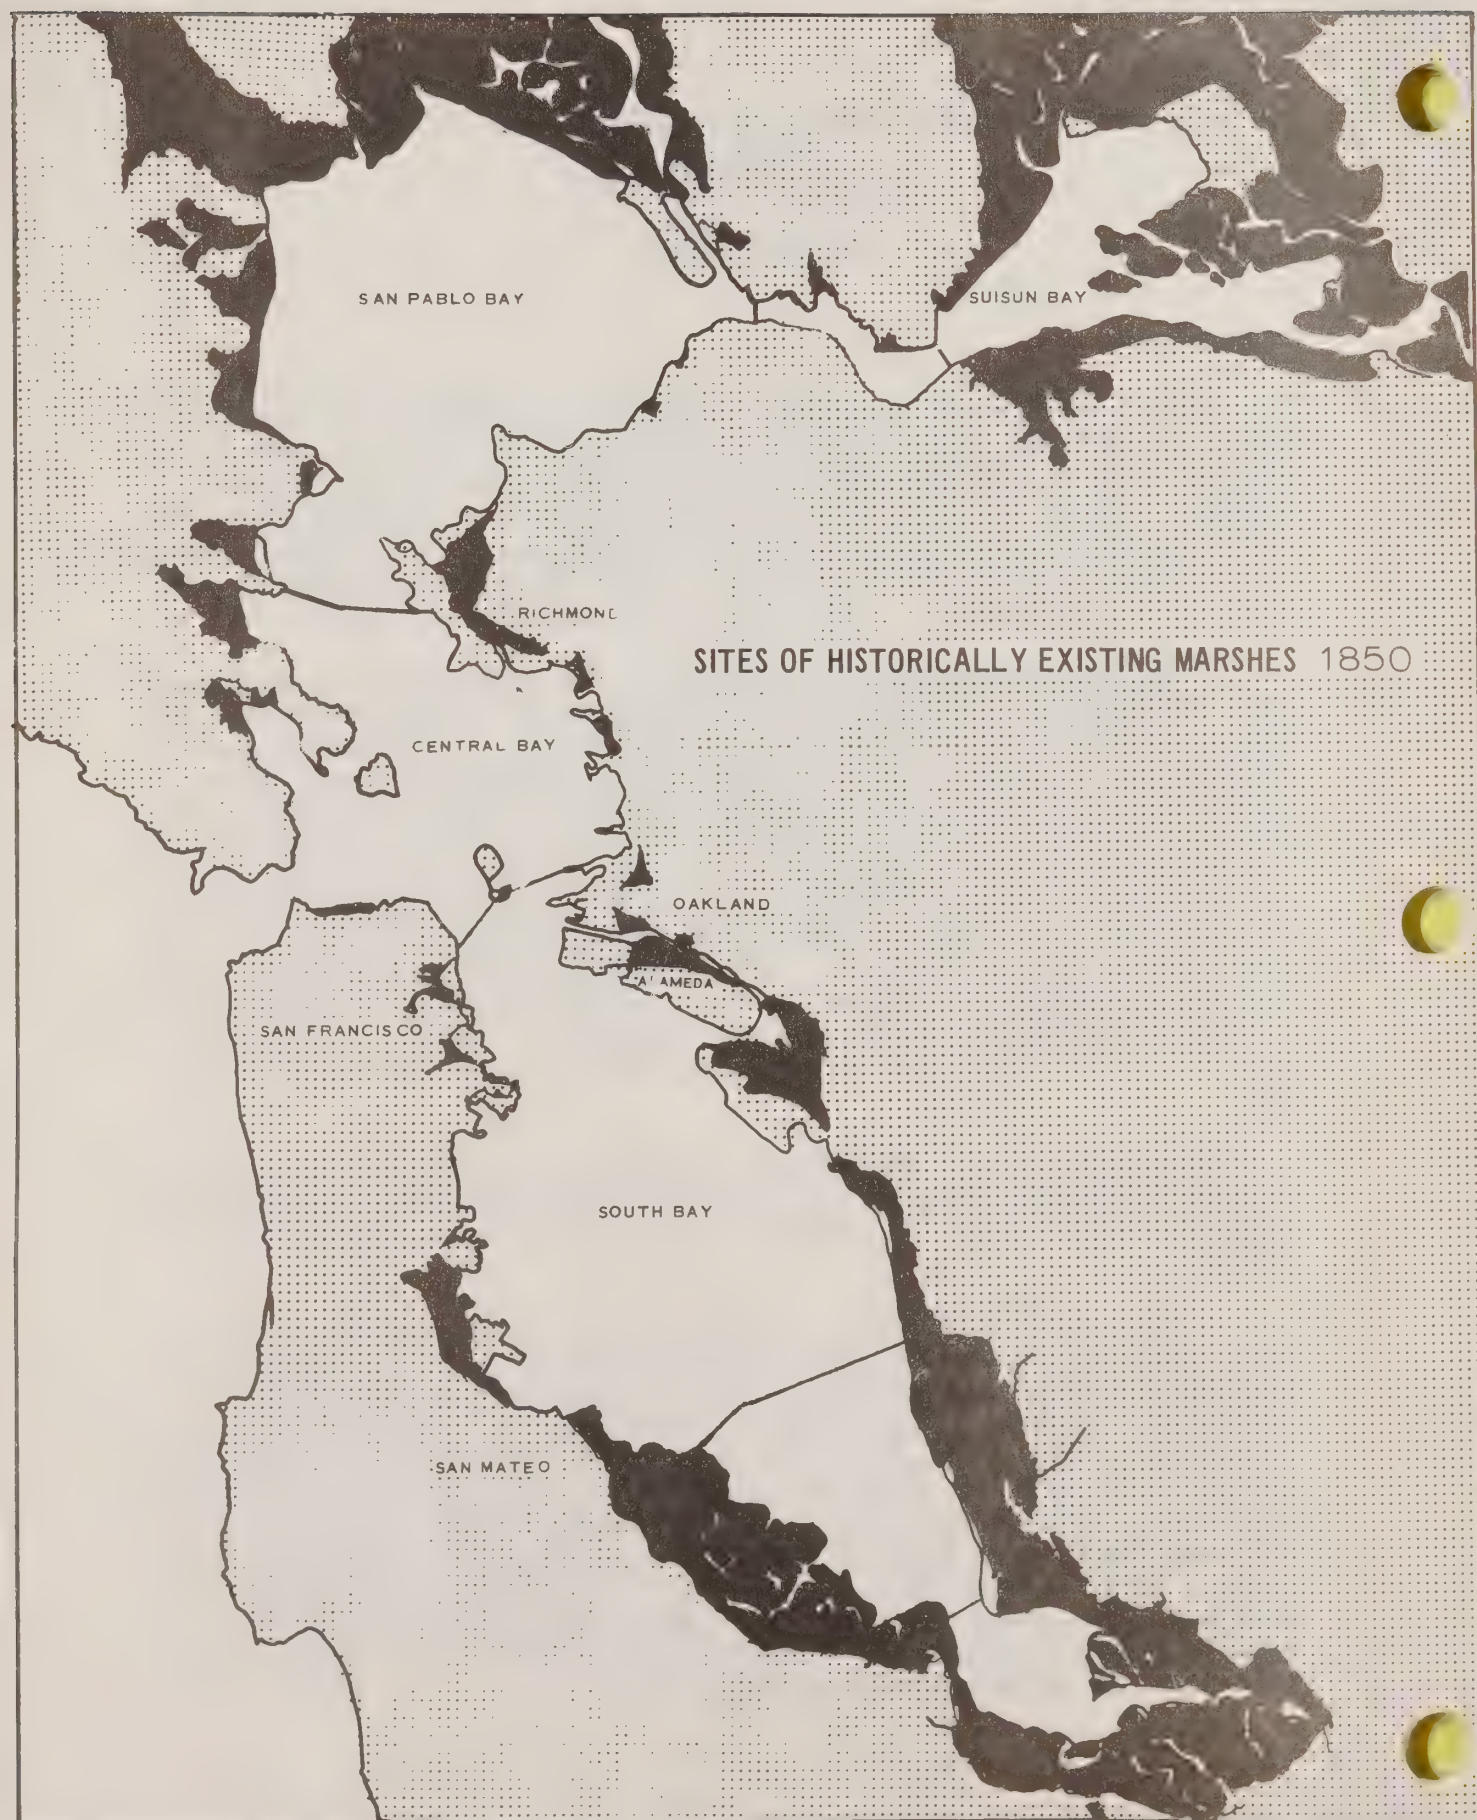 SAN PABLO BAY
SUISUN BAY
RICHMOND
SITES OF HISTORICALLY EXISTING MARSHES 1850
CENTRAL BAY
OAKLAND
ALAMEDA
SAN FRANCISCO
SOUTH BAY
SAN MATEO